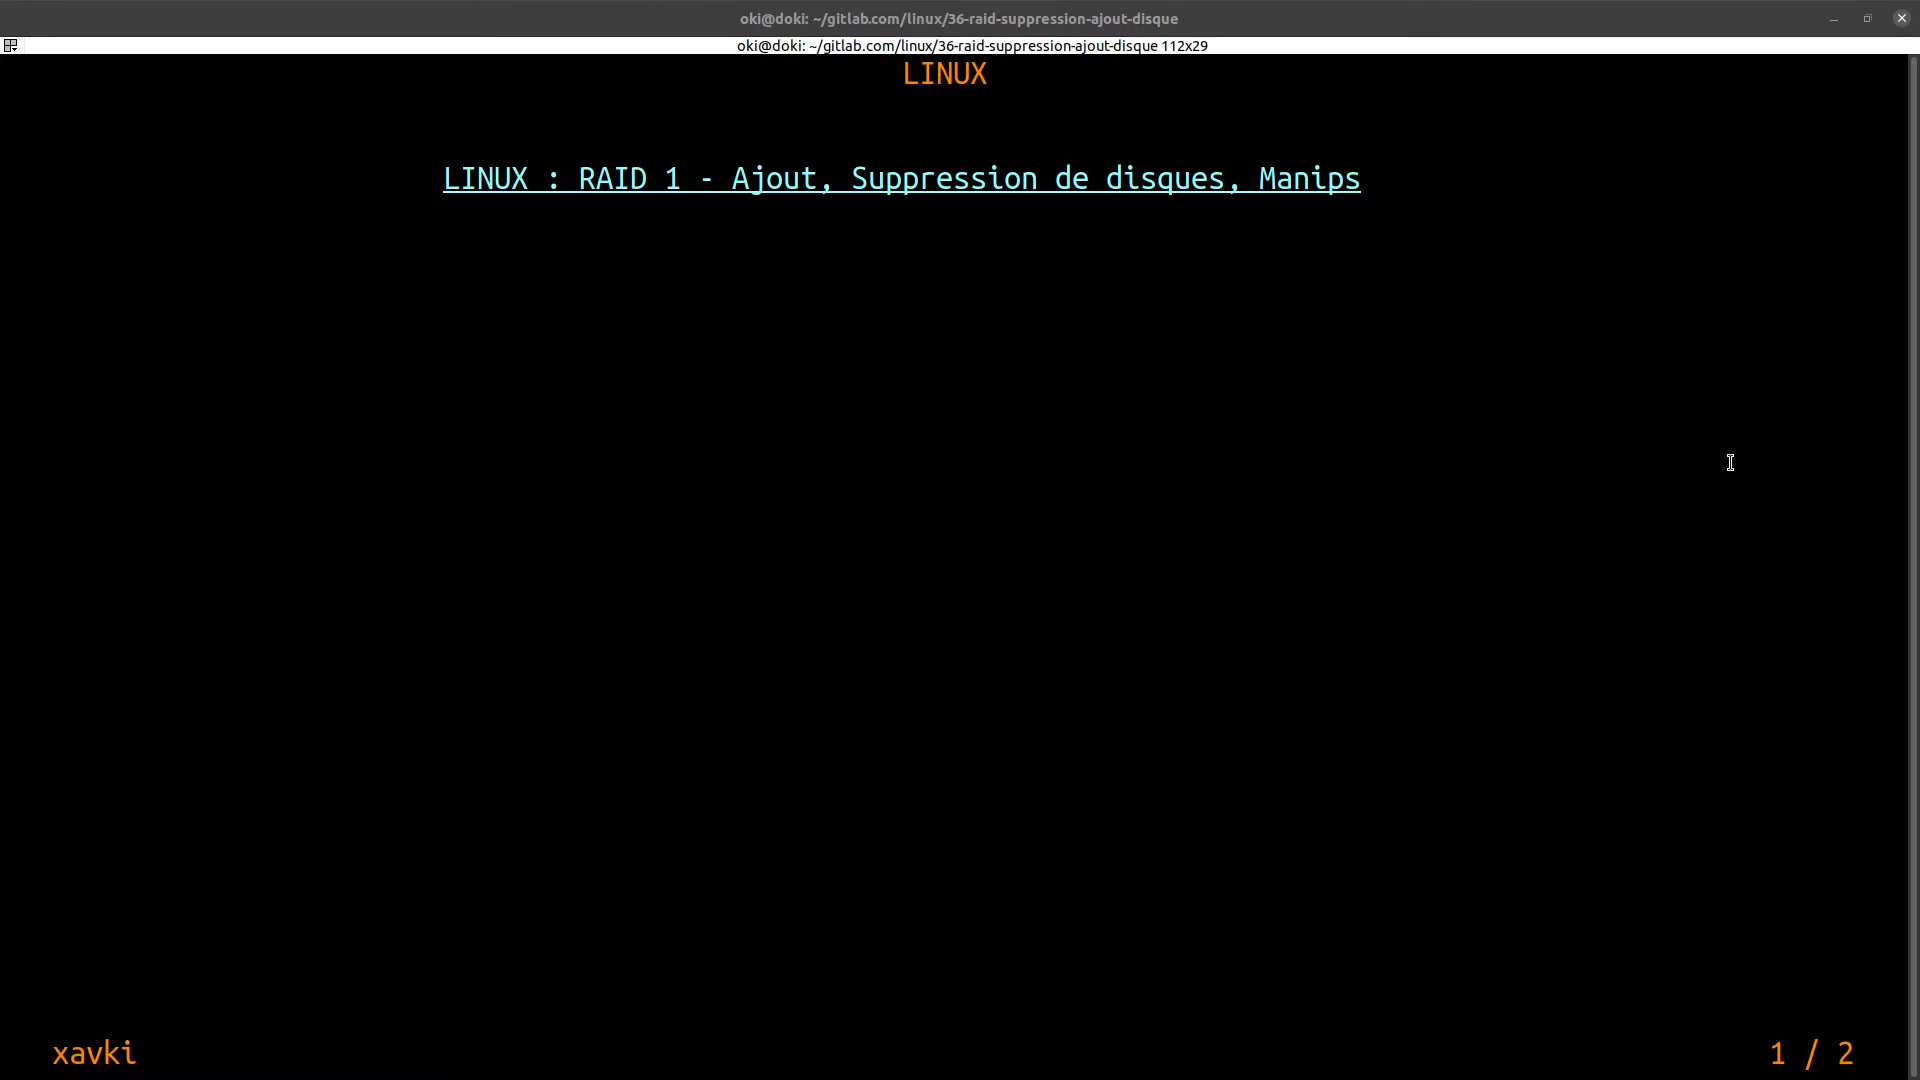 oki@doki: ~/gitlab.com/linux/36-raid-suppression-ajout-disque
oki@doki: ~/gitlab.com/linux/36-raid-suppression-ajout-disque 112x29
LINUX
LINUX : RAID 1 - Ajout, Suppression de disques, Manips
xavki
1 / 2